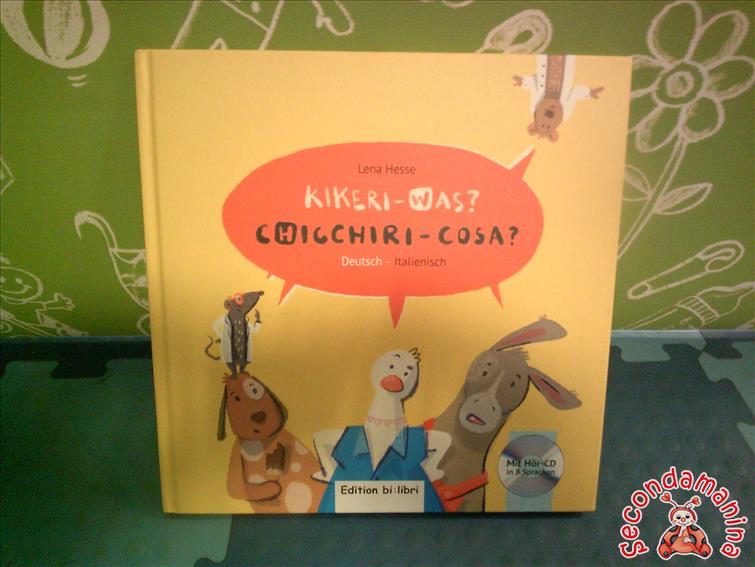 Lena Hesse
KIKERI-WAS?
CHICCHIRI-COSA?
Deutsch – Italienisch
Mit Hör-CD
in 8 Sprachen
Edition bi:libri
secondamanina